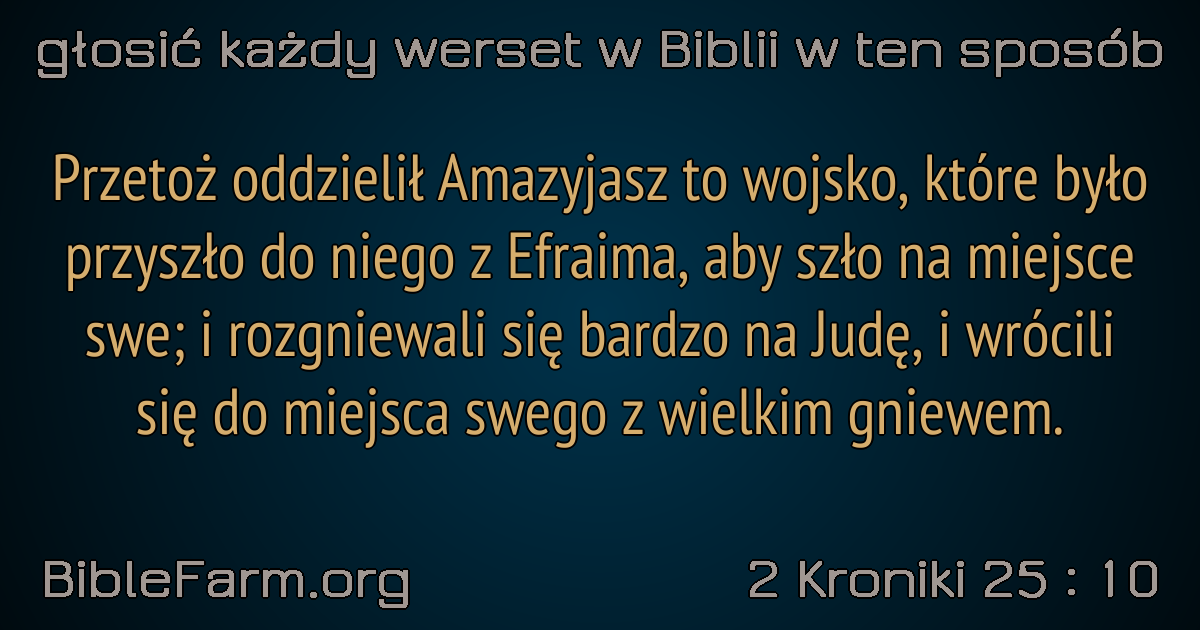 głosić każdy werset w Biblii w ten sposób
Przetoż oddzielił Amazyjasz to wojsko, które było
przyszło do niego z Efraima, aby szło na miejsce
swe; i rozgniewali się bardzo na Judę, i wrócili
się do miejsca swego z wielkim gniewem.
BibleFarm.org
2 Kroniki 25 : 10